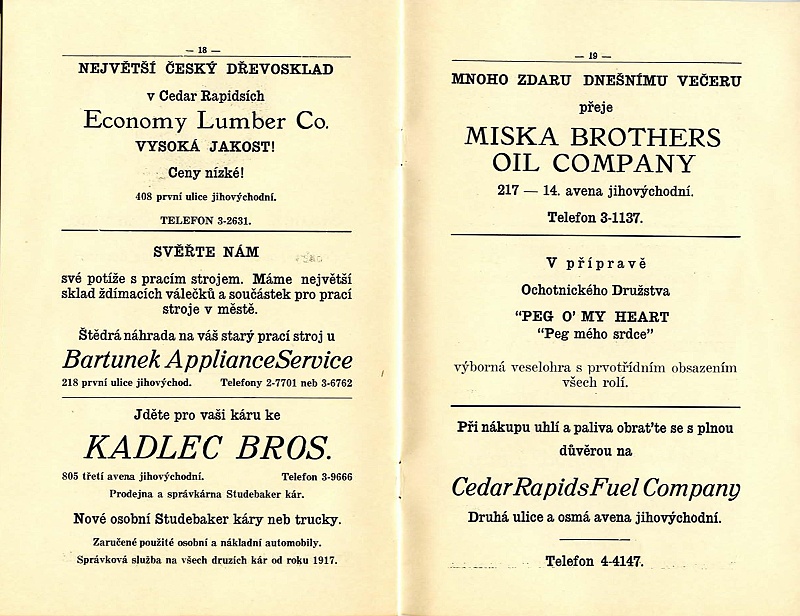 — 18 —
NEJVĚTŠÍ ČESKÝ DŘEVOSKLAD
v Cedar Rapidsích
Economy Lumber Co.
VYSOKÁ JAKOST!
Ceny nízké!
408 první ulice jihovýchodní.
TELEFON 3-2631.
SVĚŘTE NÁM
své potíže s pracím strojem. Máme největší
sklad ždímacích válečků a součástek pro prací
stroje v městě.
Štědrá náhrada na váš starý prací stroj u
Bartunek Appliance Service
218 první ulice jihovýchod. Telefony 2-7701 neb 3-6762
Jděte pro vaši káru ke
KADLEC BROS.
805 třetí avena jihovýchodní. Telefon 3-9666
Prodejna a správkárna Studebaker kár.
Nové osobní Studebaker káry neb trucky.
Zaručené použité osobní a nákladní automobily.
Správková služba na všech druzích kár od roku 1917.
— 19 —
MNOHO ZDARU DNEŠNÍMU VEČERU
přeje
MISKA BROTHERS
OIL COMPANY
217 — 14. avena jihovýchodní.
Telefon 3-1137.
V přípravě
Ochotnického Družstva
“PEG O' MY HEART
“Peg mého srdce”
výborná veselohra s prvotřídním obsazením
všech rolí.
Při nákupu uhlí a paliva obrat'te se s plnou
důvěrou na
Cedar Rapids Fuel Company
Druhá ulice a osmá avena jihovýchodní.
Telefon 4-4147.